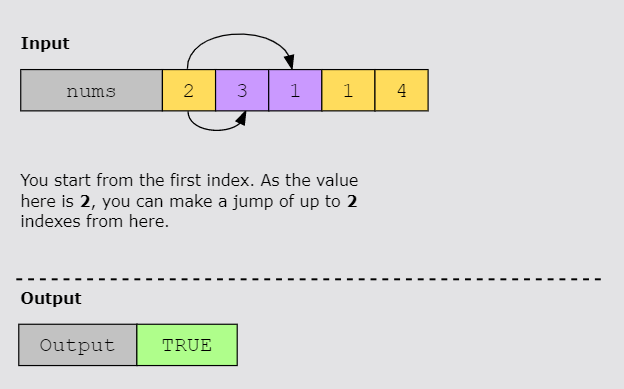 Input
nums 2 3 1 1 4
You start from the first index. As the value
here is 2, you can make a jump of up to 2
indexes from here.
Output
Output TRUE